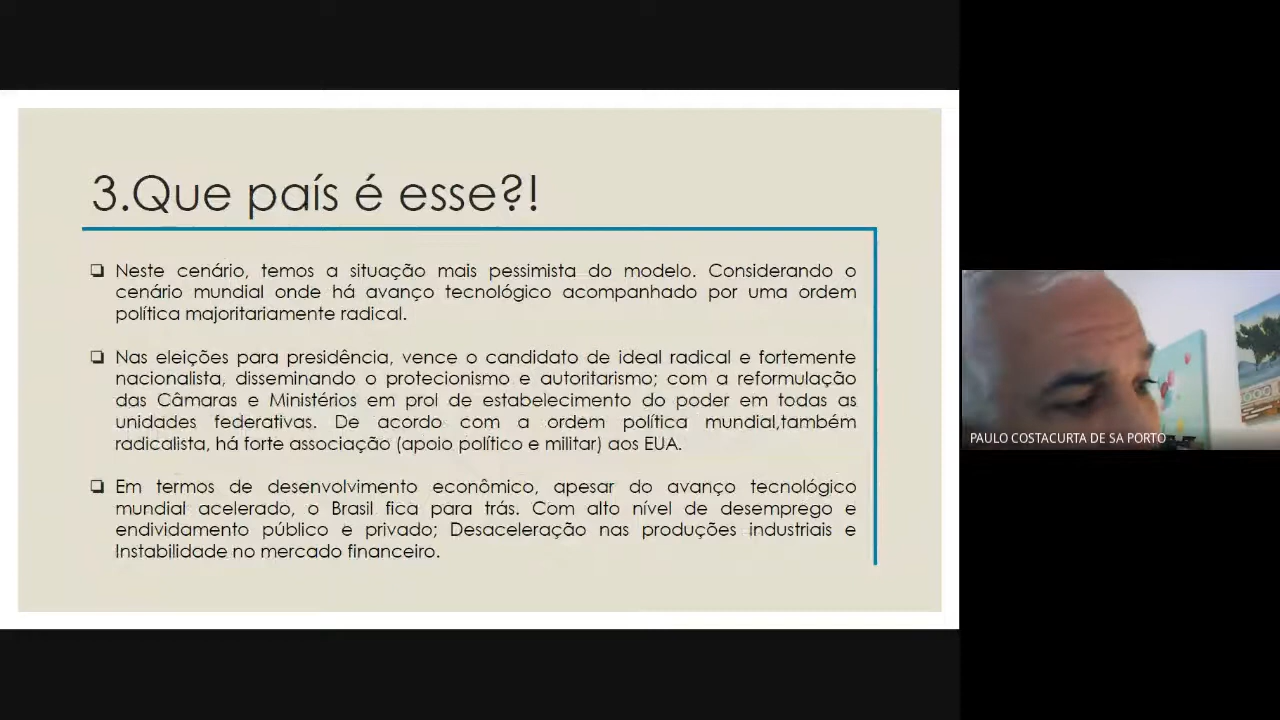 3.Que país é esse?!
Neste cenário, temos a situação mais pessimista do modelo. Considerando o
cenário mundial onde há avanço tecnológico acompanhado por uma ordem
política majoritariamente radical.
Nas eleições para presidência, vence o candidato de ideal radical e fortemente
nacionalista, disseminando o protecionismo e autoritarismo; com a reformulação
das Câmaras e Ministérios em prol de estabelecimento do poder em todas as
unidades federativas. De acordo com a ordem política mundial,também
radicalista, há forte associação (apoio político e militar) aos EUA.
Em termos de desenvolvimento econômico, apesar do avanço tecnológico
mundial acelerado, o Brasil fica para trás. Com alto nível de desemprego e
endividamento público e privado; Desaceleração nas produções industriais e
Instabilidade no mercado financeiro.
PAULO COSTACURTA DE SA PORTO